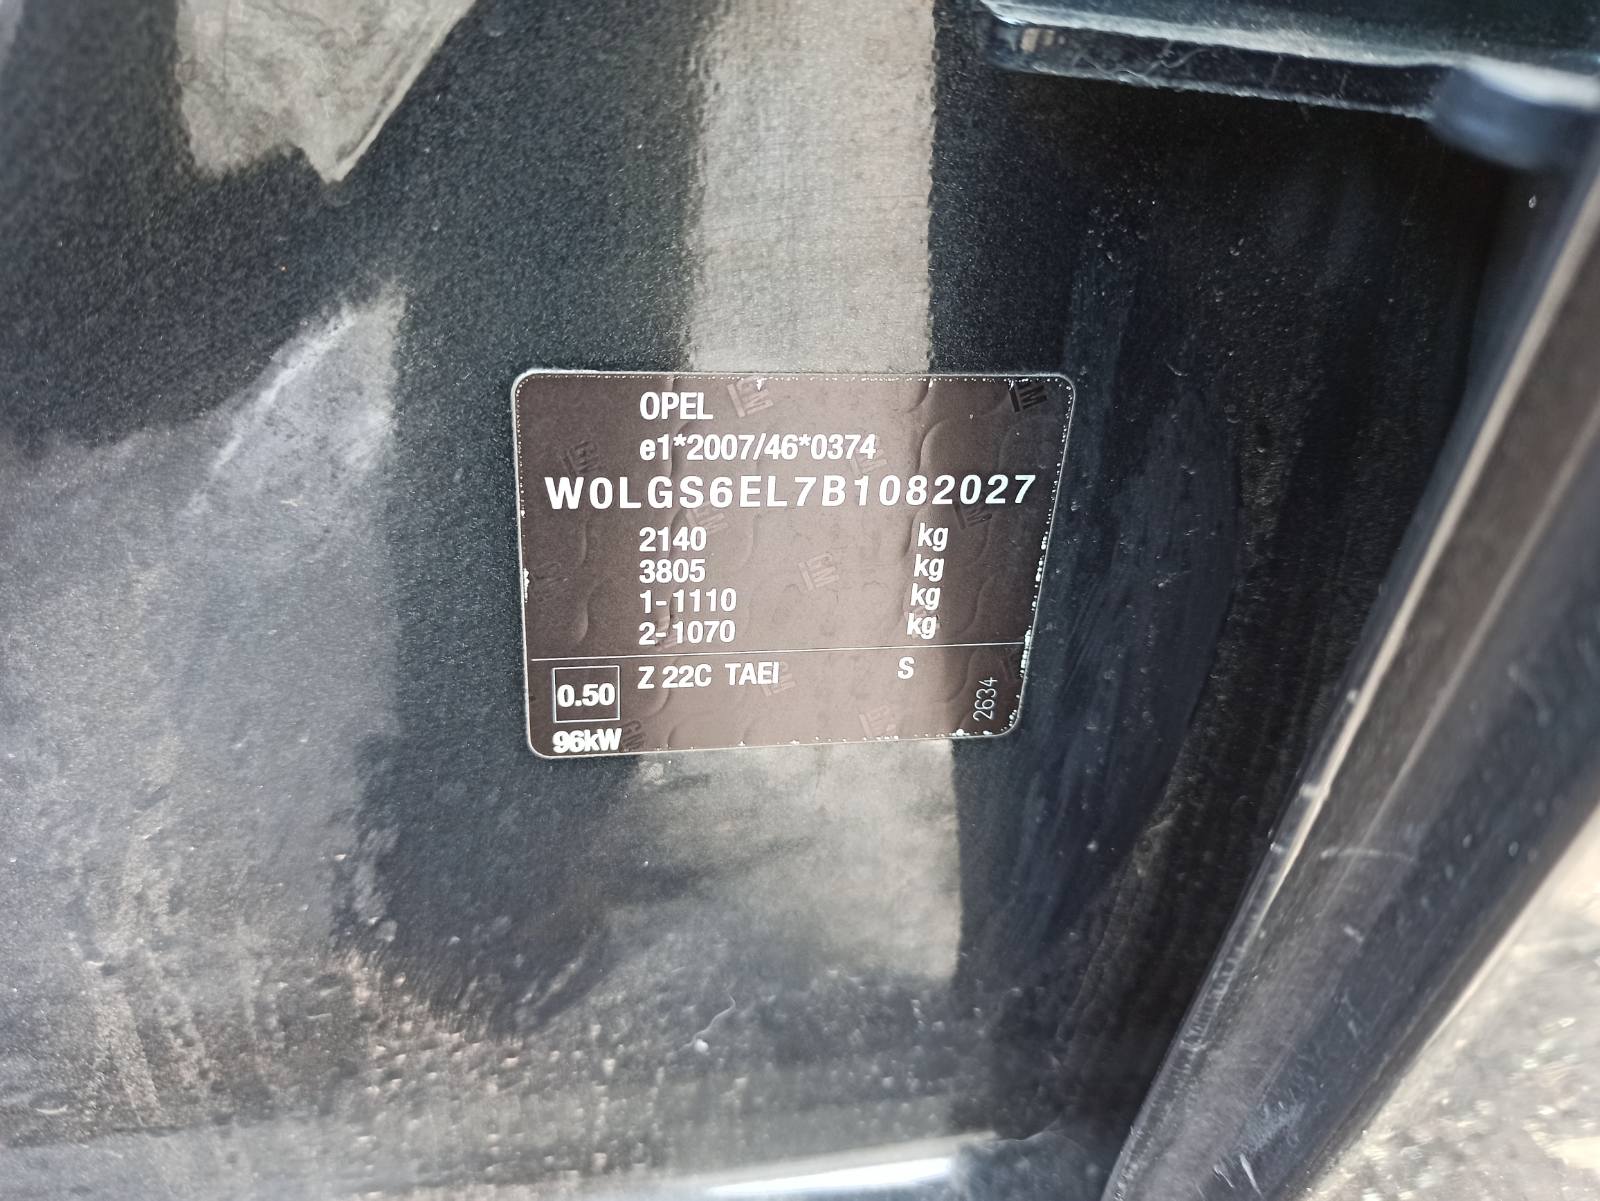 OPEL
e1*2007/46*0374
W0LGS6EL7B1082027
2140 kg
3805 kg
1-1110 kg
2-1070 kg
0.50 Z 22C TAEI S
96kW
2634